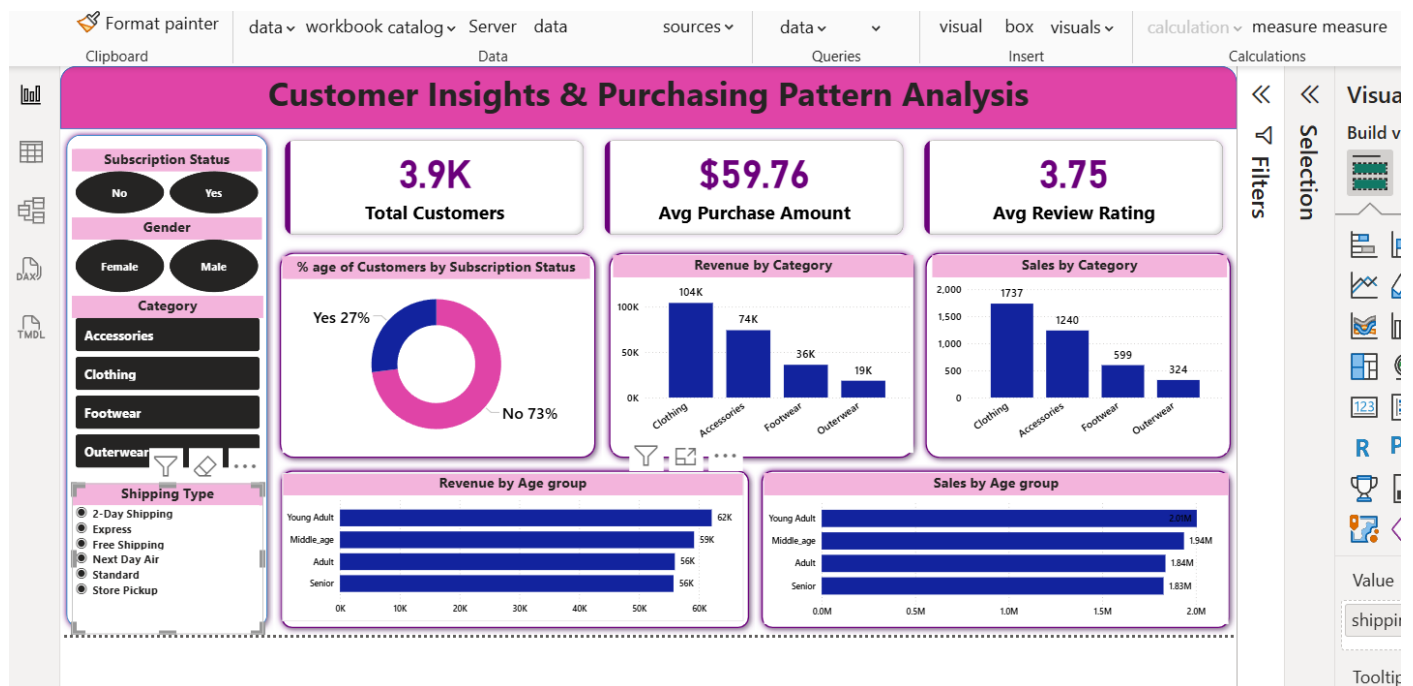 Format painter
data workbook catalog Server data sources data visual box visuals calculation measure measure
Clipboard Data Queries Insert Calculations
Customer Insights & Purchasing Pattern Analysis
Subscription Status
No Yes
Gender
Female Male
Category
Accessories
Clothing
Footwear
Outerwear
Shipping Type
2-Day Shipping
Express
Free Shipping
Next Day Air
Standard
Store Pickup
3.9K
Total Customers
$59.76
Avg Purchase Amount
3.75
Avg Review Rating
% age of Customers by Subscription Status
Yes 27%
No 73%
Revenue by Category
104K
100K
74K
50K
36K
19K
0K
Clothing Accessories Footwear Outerwear
Sales by Category
2,000
1737
1,500
1240
1,000
599
500
324
0
Clothing Accessories Footwear Outerwear
Revenue by Age group
Young Adult 62K
Middle_age 59K
Adult 56K
Senior 56K
0K 10K 20K 30K 40K 50K 60K
Sales by Age group
Young Adult 2.01M
Middle_age 1.94M
Adult 1.84M
Senior 1.83M
0.0M 0.5M 1.0M 1.5M 2.0M
DAX
TMDL
Filters
Selection
Visua
Build v
123
R P
Value
shippin
Tooltip